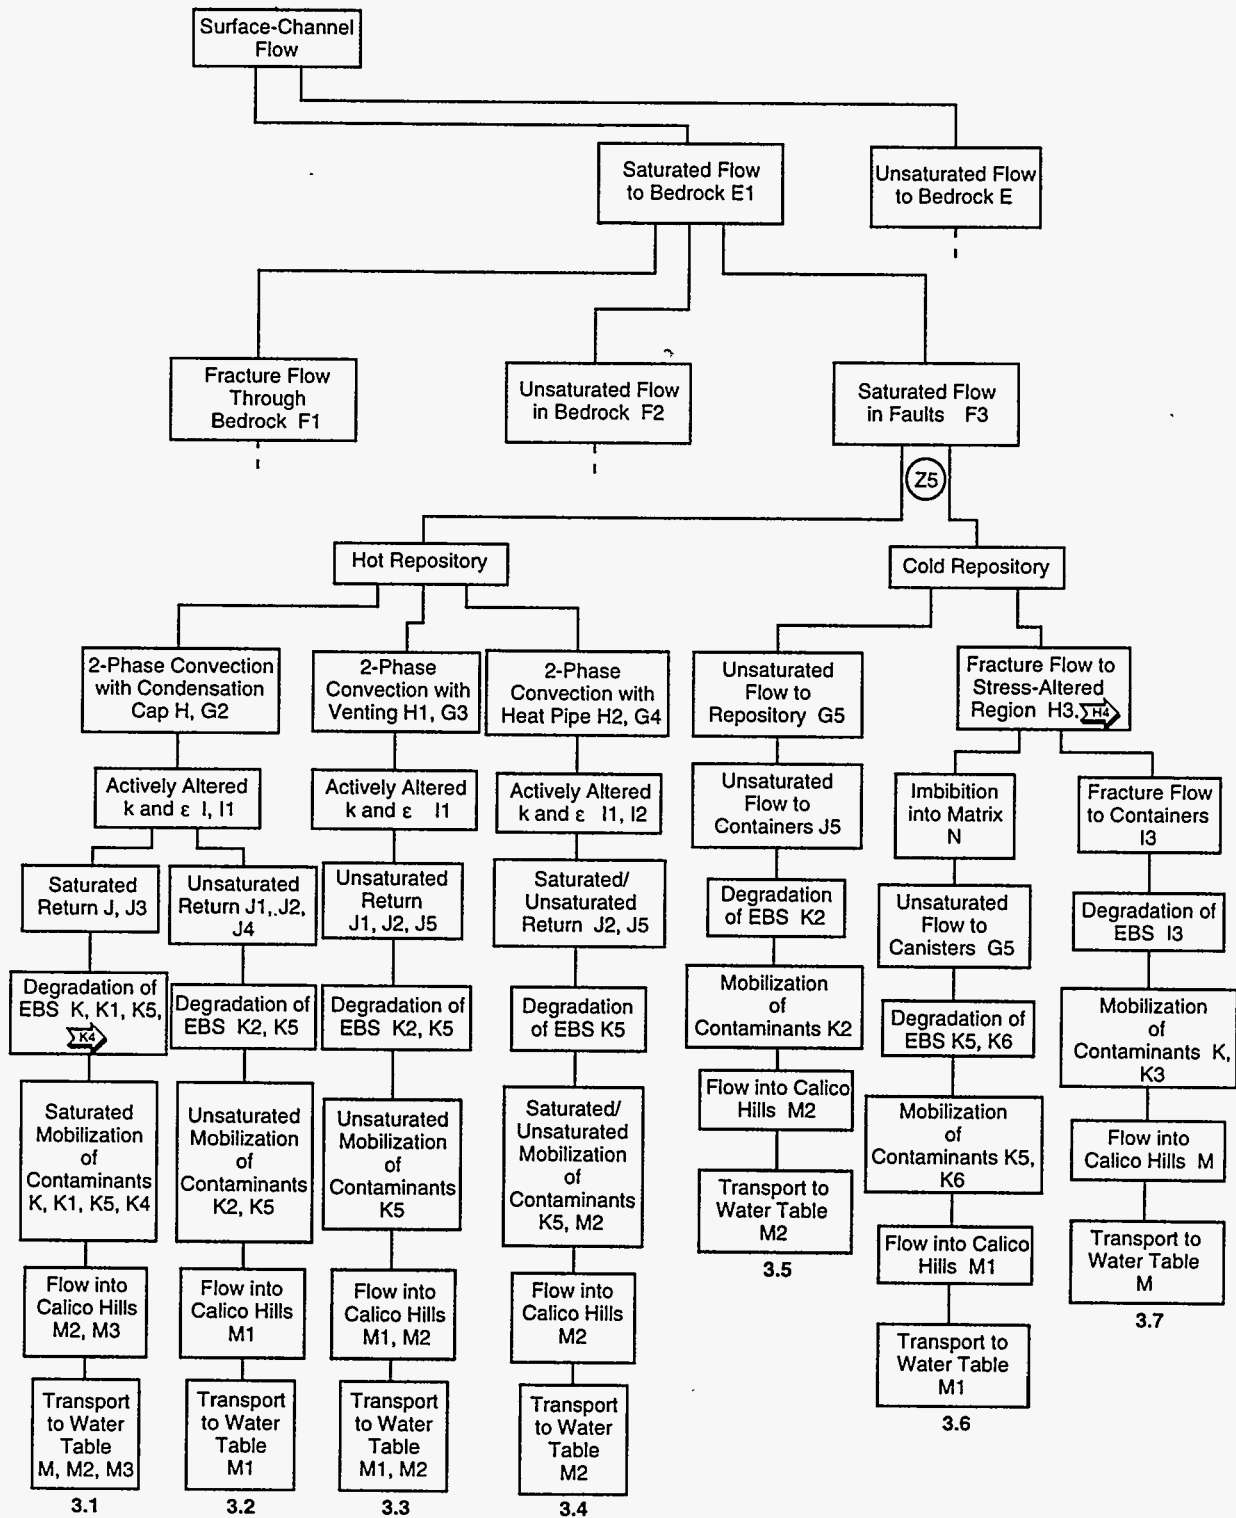 Surface-Channel
Flow
Saturated Flow
to Bedrock E1
Unsaturated Flow
to Bedrock E
Fracture Flow
Through
Bedrock F1
Unsaturated Flow
in Bedrock F2
Saturated Flow
in Faults F3
Z5
Hot Repository
Cold Repository
2-Phase Convection
with Condensation
Cap H, G2
2-Phase
Convection with
Venting H1, G3
2-Phase
Convection with
Heat Pipe H2, G4
Unsaturated
Flow to
Repository G5
Fracture Flow to
Stress-Altered
Region H3,
H4
Actively Altered
k and ε I, I1
Actively Altered
k and ε I1
Actively Altered
k and ε I1, I2
Unsaturated
Flow to
Containers J5
Imbibition
into Matrix
N
Fracture Flow
to Containers
I3
Saturated
Return J, J3
Unsaturated
Return J1, J2,
J4
Unsaturated
Return
J1, J2, J5
Saturated/
Unsaturated
Return J2, J5
Degradation
of EBS K2
Unsaturated
Flow to
Canisters G5
Degradation of
EBS I3
Degradation of
EBS K, K1, K5,
K4
Degradation of
EBS K2, K5
Degradation of
EBS K2, K5
Degradation
of EBS K5
Mobilization
of
Contaminants K2
Degradation of
EBS K5, K6
Mobilization
of
Contaminants K,
K3
Saturated
Mobilization
of
Contaminants
K, K1, K5, K4
Unsaturated
Mobilization
of
Contaminants
K2, K5
Unsaturated
Mobilization
of
Contaminants
K5
Saturated/
Unsaturated
Mobilization
of
Contaminants
K5, M2
Flow into Calico
Hills M2
Mobilization
of
Contaminants K5,
K6
Flow into
Calico Hills M
Transport to
Water Table
M2
3.5
Flow into Calico
Hills M1
Transport to
Water Table
M
3.7
Flow into
Calico Hills
M2, M3
Flow into
Calico Hills
M1
Flow into
Calico Hills
M1, M2
Flow into
Calico Hills
M2
Transport to
Water Table
M1
3.6
Transport
to Water
Table
M, M2, M3
3.1
Transport
to Water
Table
M1
3.2
Transport
to Water
Table
M1, M2
3.3
Transport
to Water
Table
M2
3.4